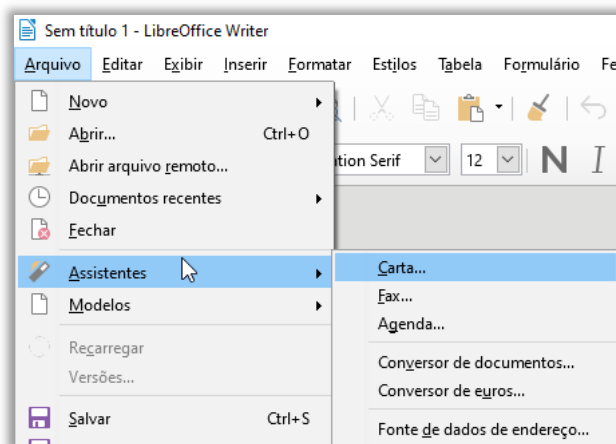 Sem título 1 - LibreOffice Writer
Arquivo Editar Exibir Inserir Formatar Estilos Tabela Formulário
Novo
Abrir... Ctrl+O
Abrir arquivo remoto...
Documentos recentes
Fechar
Assistentes
Modelos
Recarregar
Versões...
Salvar Ctrl+S
Serif 12 N I
Carta...
Fax...
Agenda...
Conversor de documentos...
Conversor de euros...
Fonte de dados de endereço...